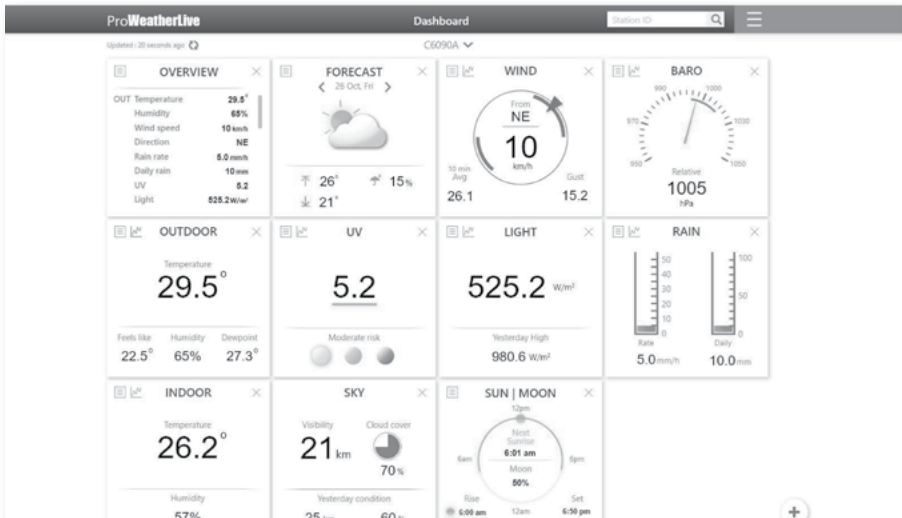 ProWeatherLive
Dashboard
Station ID
Updated : 20 seconds ago
C6090A
OVERVIEW
OUT Temperature 29.5°
Humidity 65%
Wind speed 10 km/h
Direction NE
Rain rate 5.0 mm/h
Daily rain 10 mm
UV 5.2
Light 525.2 W/m²
FORECAST
26 Oct, Fri
26° 15%
21°
WIND
From
NE
10
km/h
10 min
Avg
26.1
Gust
15.2
BARO
990 1000
970 1030
950 1050
Relative
1005
hPa
OUTDOOR
Temperature
29.5°
Feels like Humidity Dewpoint
22.5° 65% 27.3°
UV
5.2
Moderate risk
LIGHT
525.2 W/m²
Yesterday High
980.6 W/m²
RAIN
50
40
30
20
10
0
Rate
5.0 mm/h
100
50
0
Daily
10.0 mm
INDOOR
Temperature
26.2°
Humidity
57%
SKY
Visibility Cloud cover
21 km
70%
Yesterday condition
25 km 60%
SUN | MOON
12pm
Next
Sunrise
6:01 am
6am 6pm
Moon
50%
Rise Set
6:00 am 12am 6:50 pm